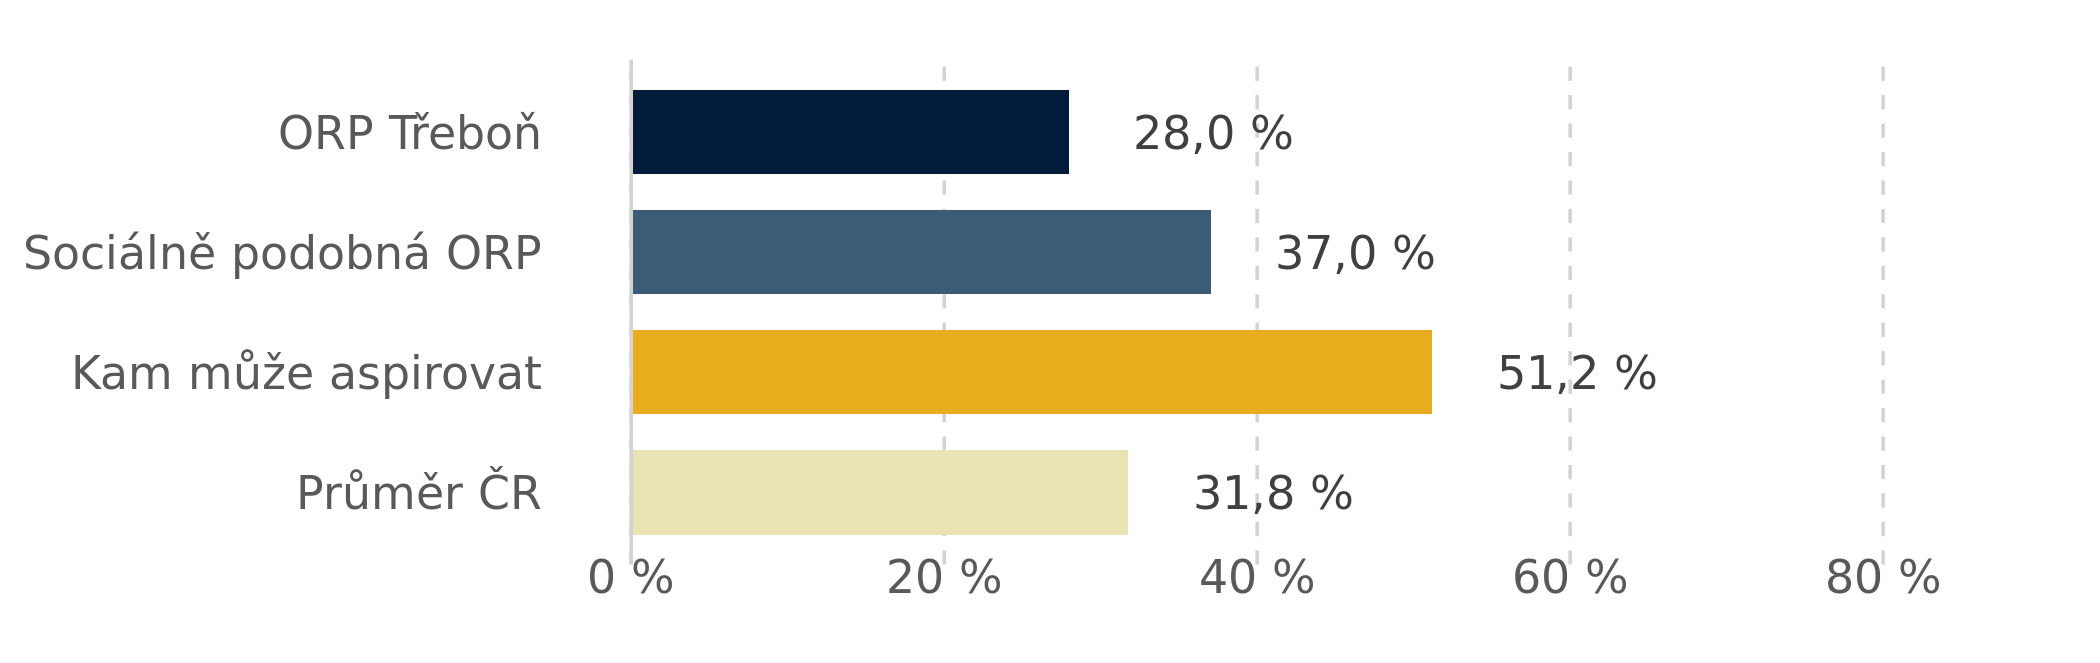 ORP Třeboň 28,0 %
Sociálně podobná ORP 37,0 %
Kam může aspirovat 51,2 %
Průměr ČR 31,8 %
0 % 20 % 40 % 60 % 80 %